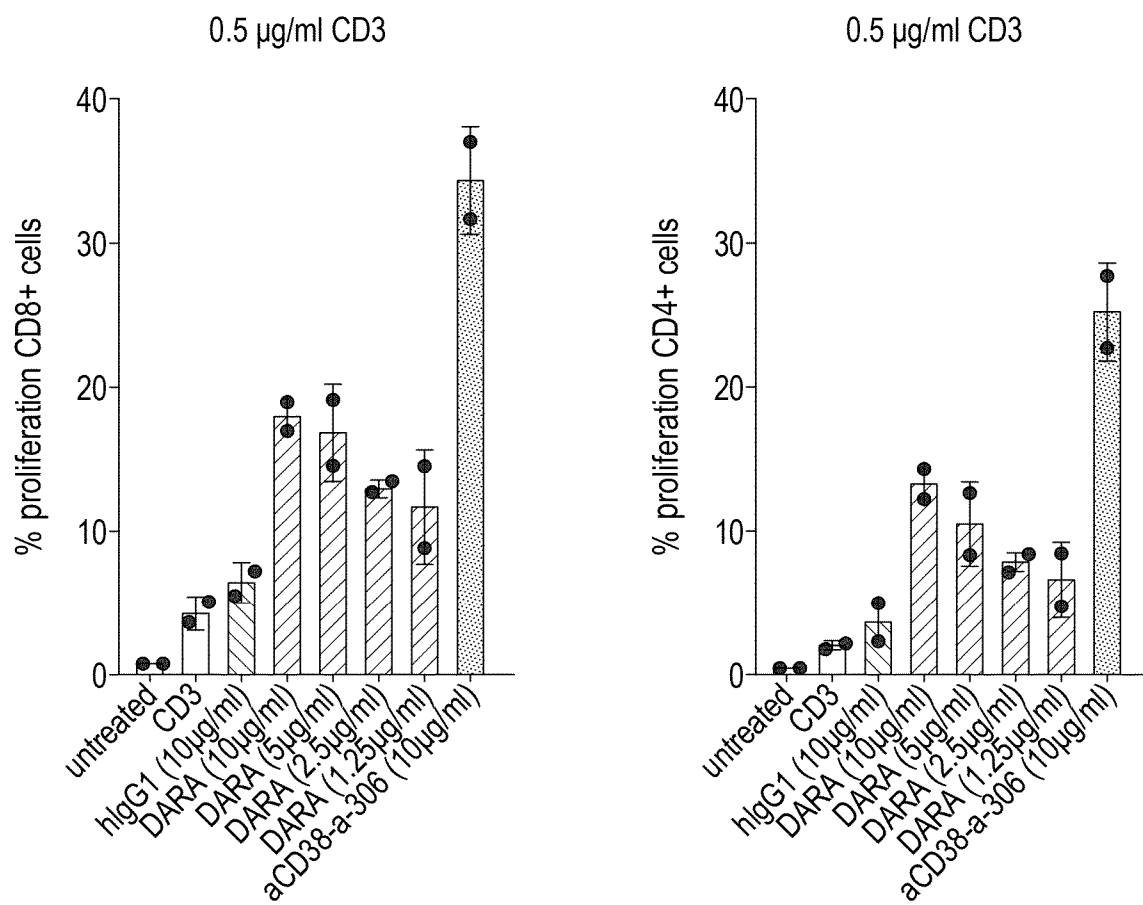 0.5 µg/ml CD3
% proliferation CD8+ cells
40
30
20
10
0
untreated
CD3
hIgG1 (10µg/ml)
DARA (10µg/ml)
DARA (5µg/ml)
DARA (2.5µg/ml)
DARA (1.25µg/ml)
aCD38-a-306 (10µg/ml)
0.5 µg/ml CD3
% proliferation CD4+ cells
40
30
20
10
0
untreated
CD3
hIgG1 (10µg/ml)
DARA (10µg/ml)
DARA (5µg/ml)
DARA (2.5µg/ml)
DARA (1.25µg/ml)
aCD38-a-306 (10µg/ml)